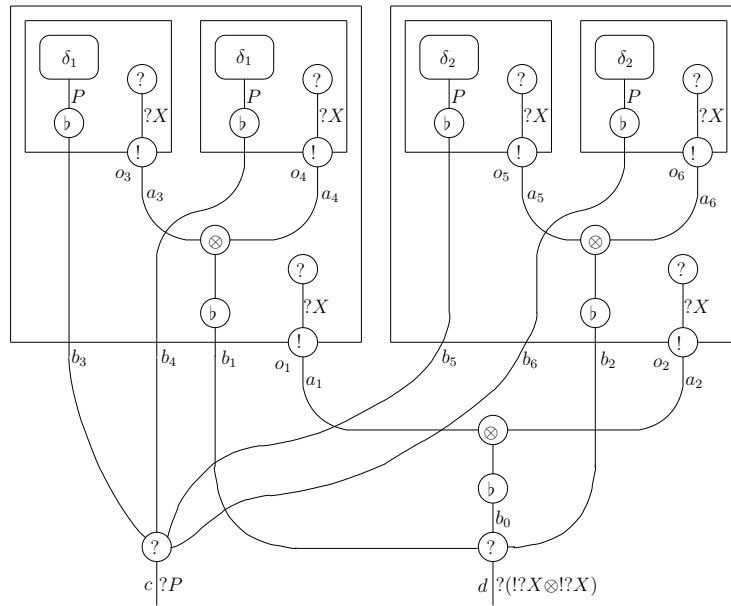 δ₁ δ₁ δ₂ δ₂
? ? ? ?
P P P P
♭ ?X ♭ ?X ♭ ?X ♭ ?X
! ! ! !
o₃ o₄ o₅ o₆
a₃ a₄ a₅ a₆
⊗ ⊗
? ?
♭ ?X ♭ ?X
! !
b₃ b₄ b₁ o₁ b₅ b₆ b₂ o₂
a₁ a₂
⊗
♭
b₀
? ?
c ?P d ?(!?X⊗!?X)